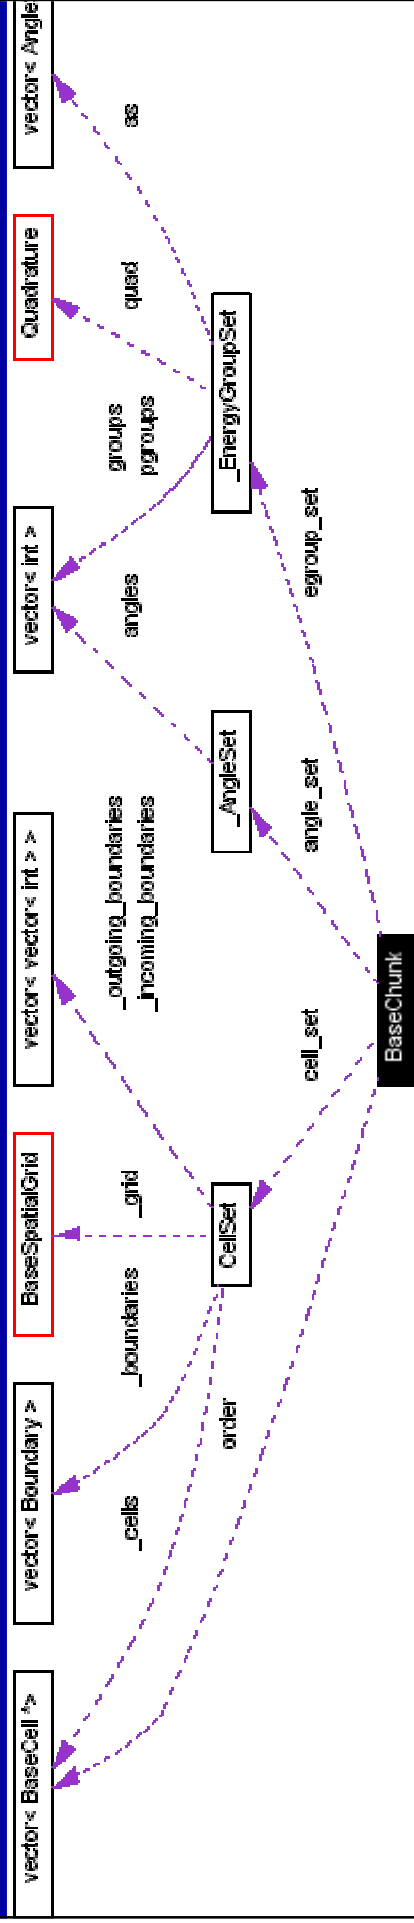 vector< BaseCell *>
vector< Boundary >
BaseSpatialGrid
vector< vector< int > >
vector< int >
Quadrature
vector< Angle
_cells
_boundaries
_grid
_outgoing_boundaries
_incoming_boundaries
angles
groups
pgroups
quad
as
order
CellSet
_AngleSet
_EnergyGroupSet
cell_set
angle_set
egroup_set
BaseChunk